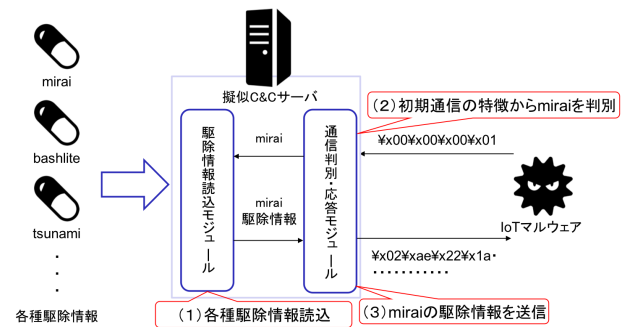 mirai
bashlite
tsunami
・
・
・
各種駆除情報
擬似C&Cサーバ
駆除情報読込モジュール
通信判別・応答モジュール
mirai
mirai
駆除情報
(1)各種駆除情報読込
(2)初期通信の特徴からmiraiを判別
¥x00¥x00¥x00¥x01
IoTマルウェア
¥x02¥xae¥x22¥x1a・
・・・・・・・・・・・
(3)miraiの駆除情報を送信